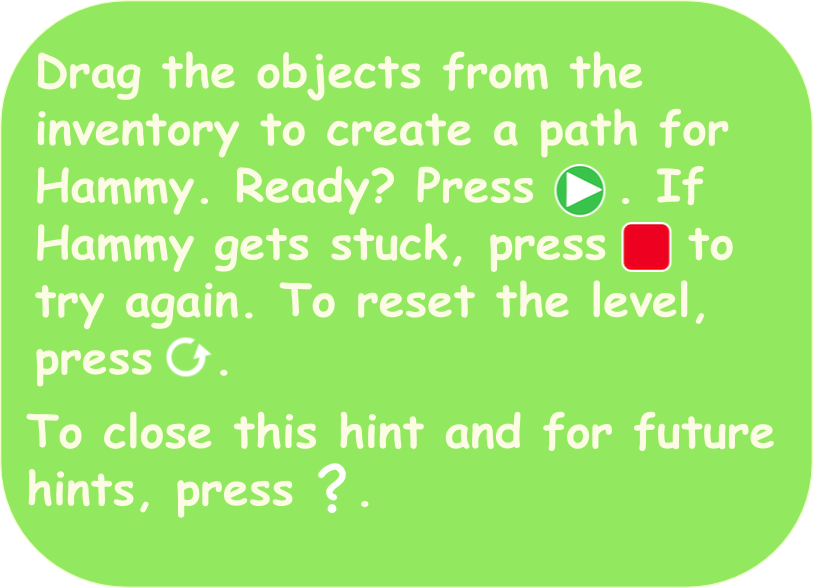 Drag the objects from the
inventory to create a path for
Hammy. Ready? Press . If
Hammy gets stuck, press to
try again. To reset the level,
press .
To close this hint and for future
hints, press ? .